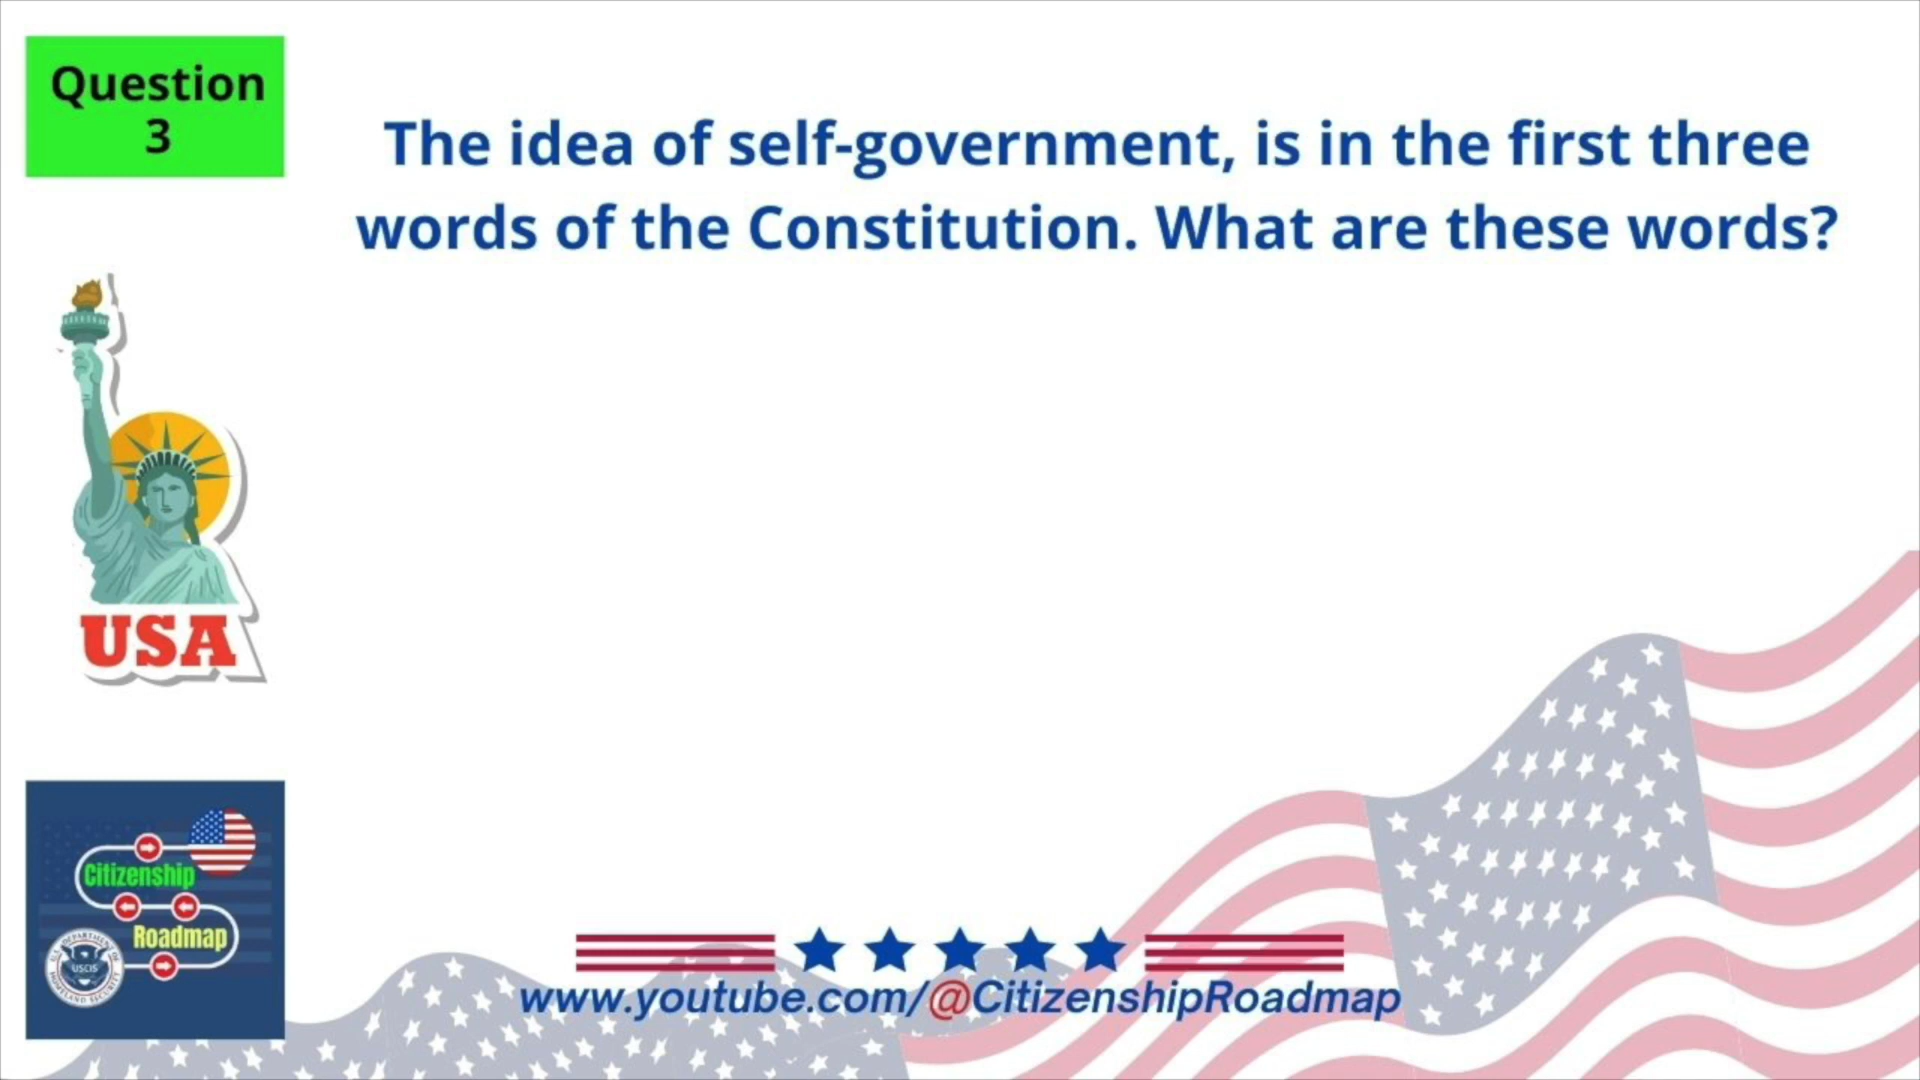 Question
3
The idea of self-government, is in the first three
words of the Constitution. What are these words?
USA
Citizenship
Roadmap
USCIS
www.youtube.com/@CitizenshipRoadmap